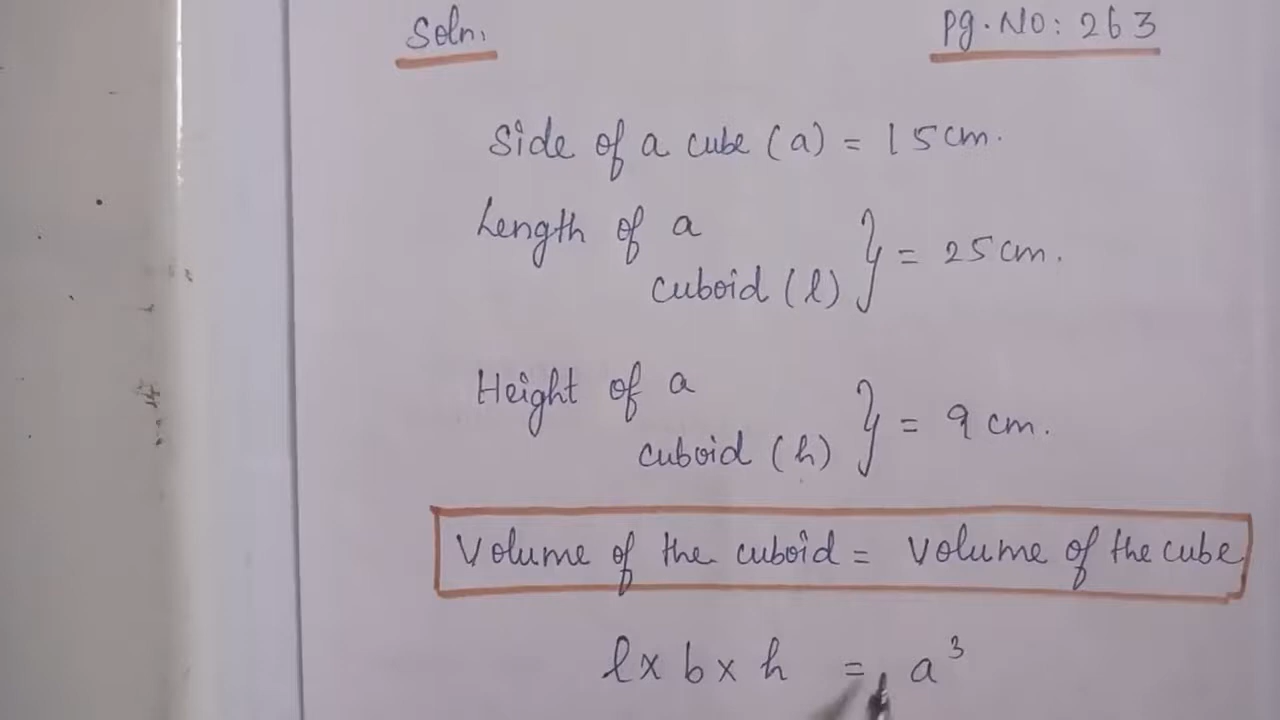 Soln.
Pg. No: 263
Side of a cube (a) = 15 cm.
Length of a
cuboid (l) } = 25 cm.
Height of a
cuboid (h) } = 9 cm.
Volume of the cuboid = Volume of the cube
l x b x h = a³